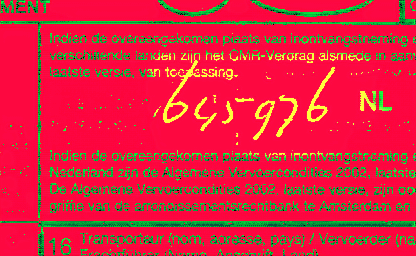 MENT
Indien de overeengekomen plaats van inontvangstneming
verschillende landen zijn het CMR-Verdrag alsmede in
laatste versie, van toepassing.
645-976 NL
Indien de overeengekomen plaats van inontvangstneming
Nederland zijn de Algemene Vervoercondities 2002, laatste
De Algemene Vervoercondities 2002, laatste versie, zijn
griffie van de arrondissementsrechtbank te Amsterdam en
16 Transporteur (nom, adresse, pays) / Vervoerder